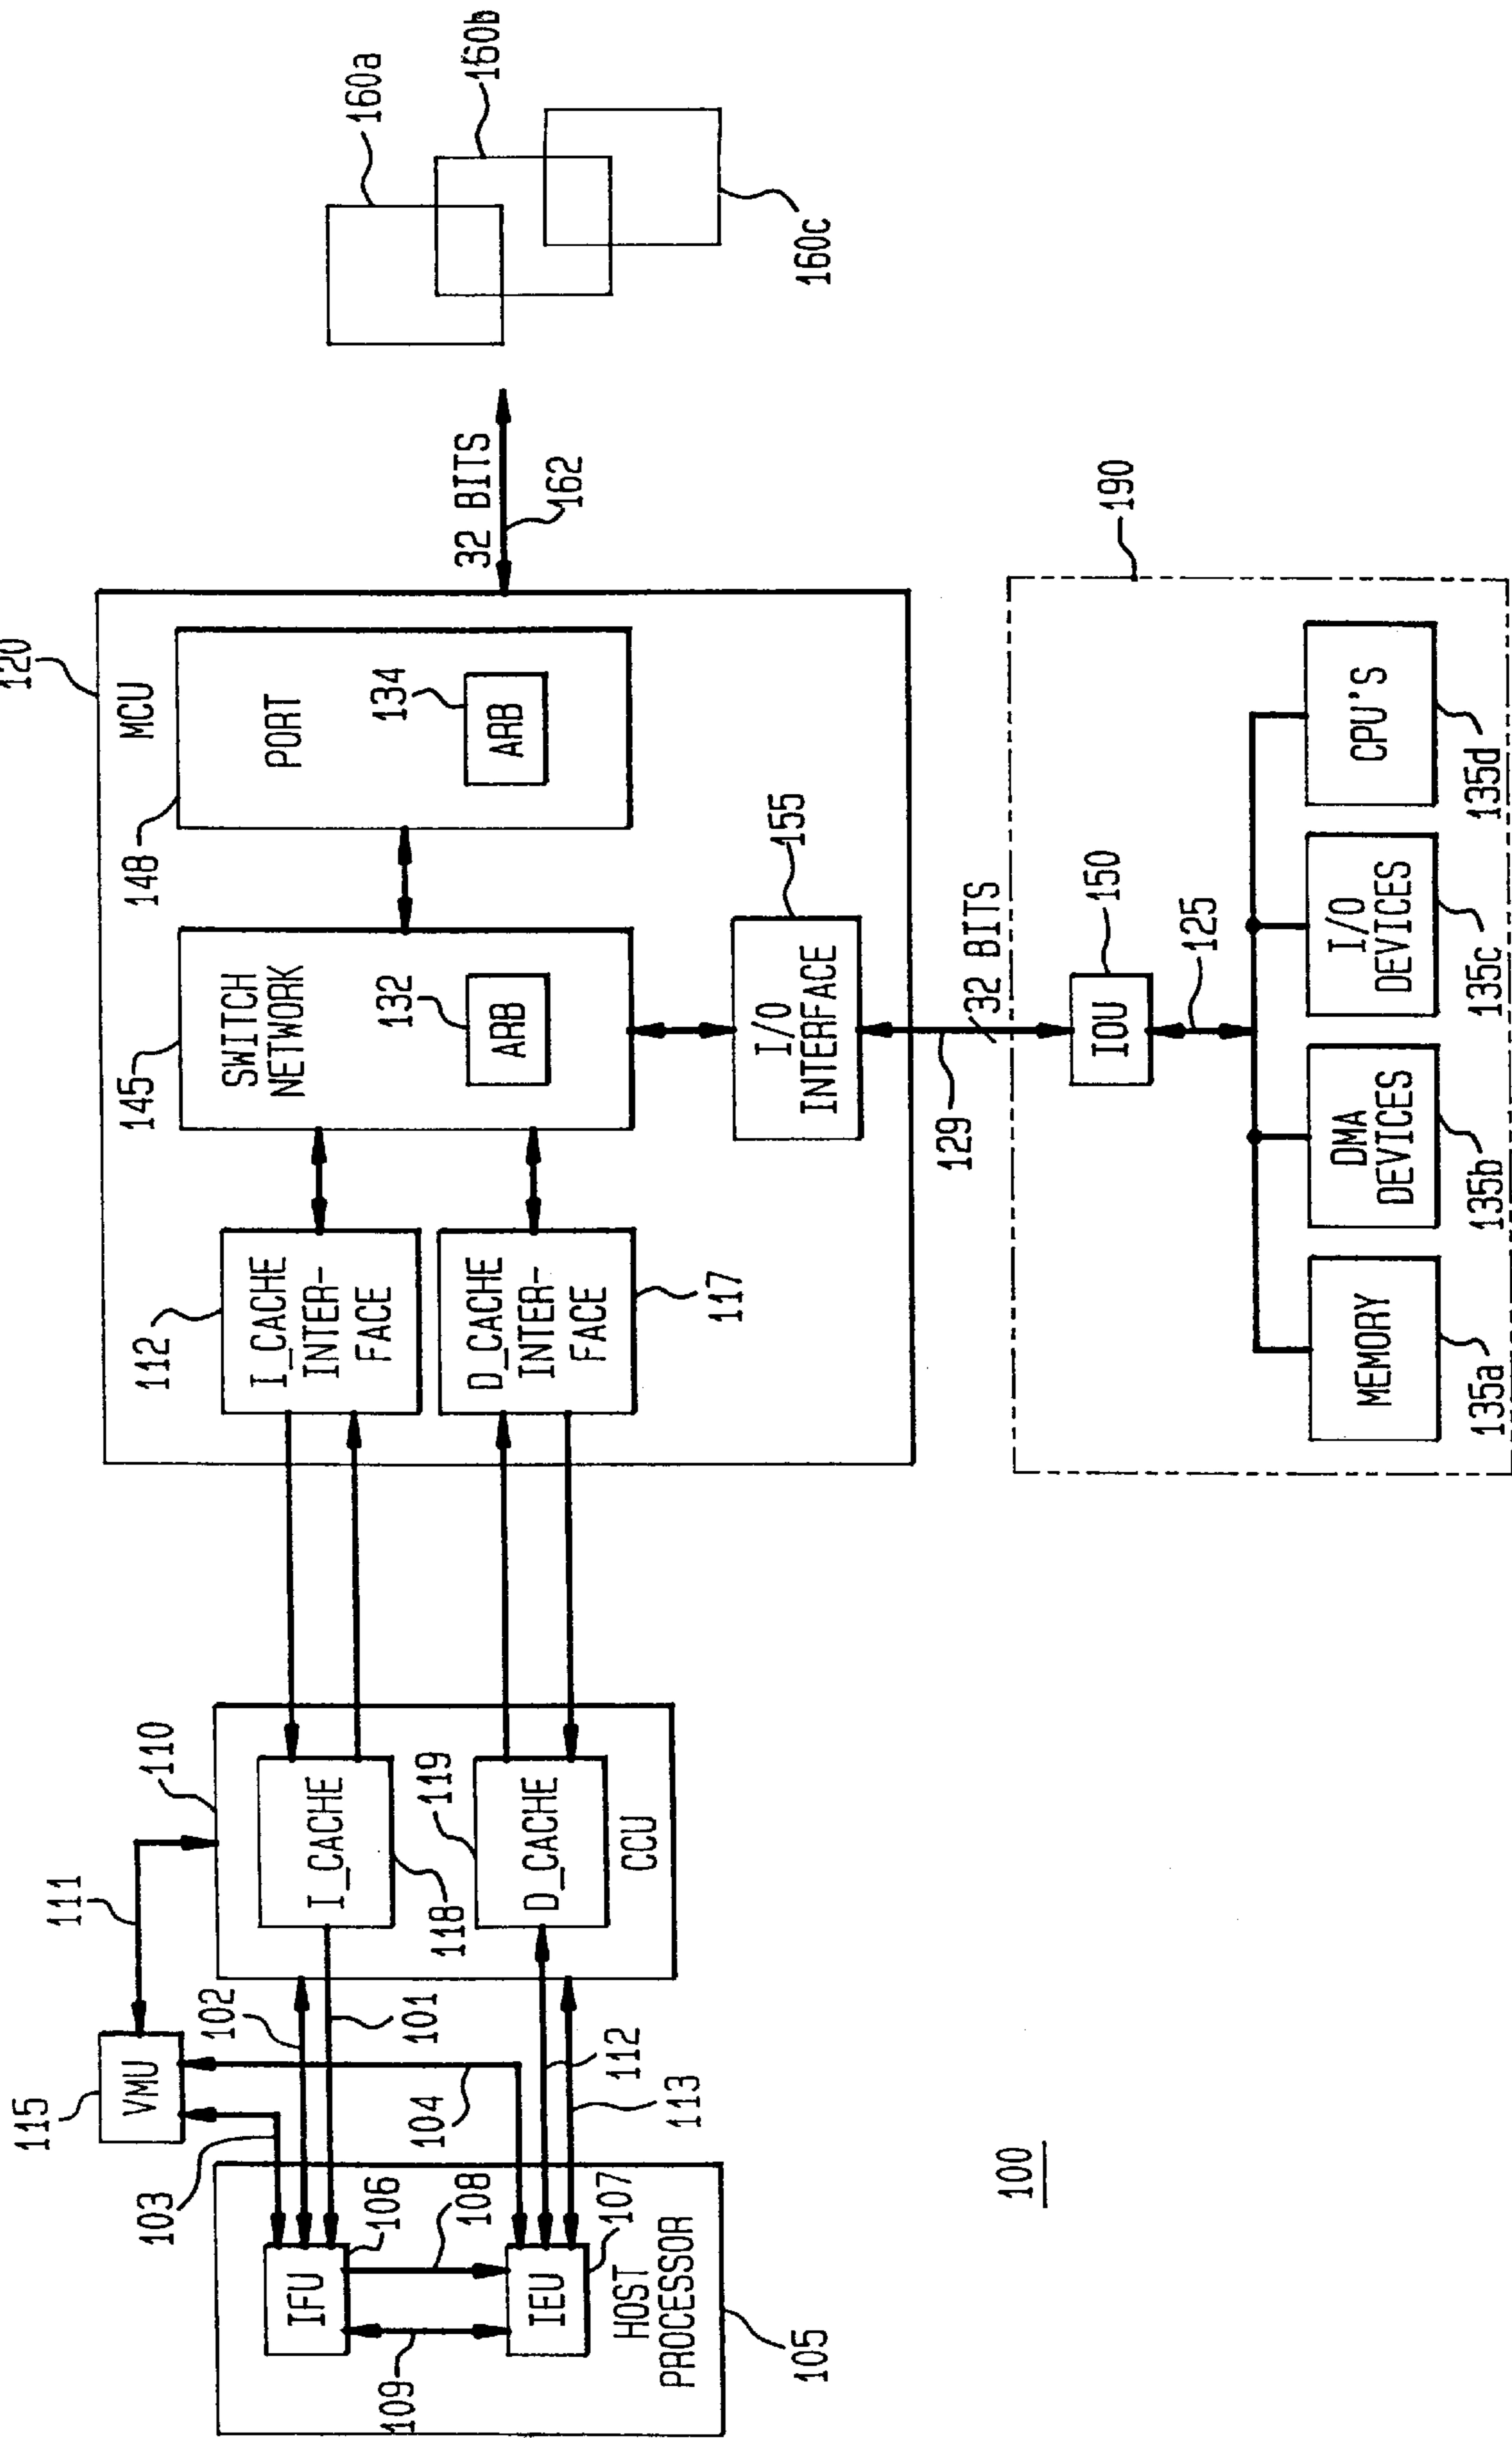 115
VMU
111
110
103
102
101
104
IFU
106
109
108
IEU
107
HOST
PROCESSOR
105
112
113
I_CACHE
118
119
D_CACHE
CCU
120
MCU
112
I_CACHE
INTER-
FACE
D_CACHE
INTER-
FACE
117
145
SWITCH
NETWORK
132
ARB
148
PORT
134
ARB
I/O
INTERFACE
155
32 BITS
162
160a
160b
160c
129
32 BITS
190
IOU
150
125
MEMORY
135a
DMA
DEVICES
135b
I/O
DEVICES
135c
CPU'S
135d
100